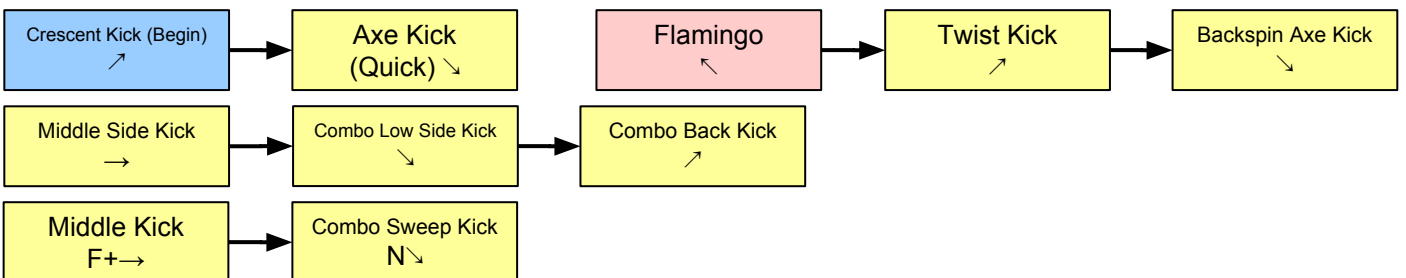 Crescent Kick (Begin)
↗
Axe Kick
(Quick) ↘
Flamingo
↖
Twist Kick
↗
Backspin Axe Kick
↘
Middle Side Kick
→
Combo Low Side Kick
↘
Combo Back Kick
↗
Middle Kick
F+→
Combo Sweep Kick
N↘